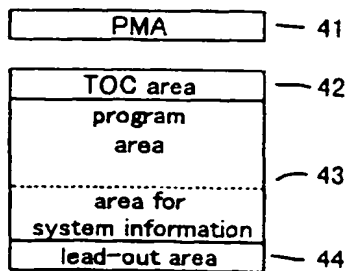 PMA 41
TOC area 42
program
area
43
area for
system information
lead-out area 44